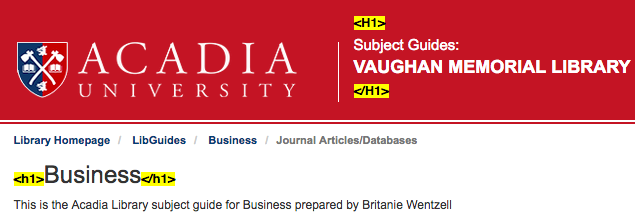 <H1>
ACADIA
UNIVERSITY
Subject Guides:
VAUGHAN MEMORIAL LIBRARY
</H1>
Library Homepage / LibGuides / Business / Journal Articles/Databases
<h1>Business</h1>
This is the Acadia Library subject guide for Business prepared by Britanie Wentzell